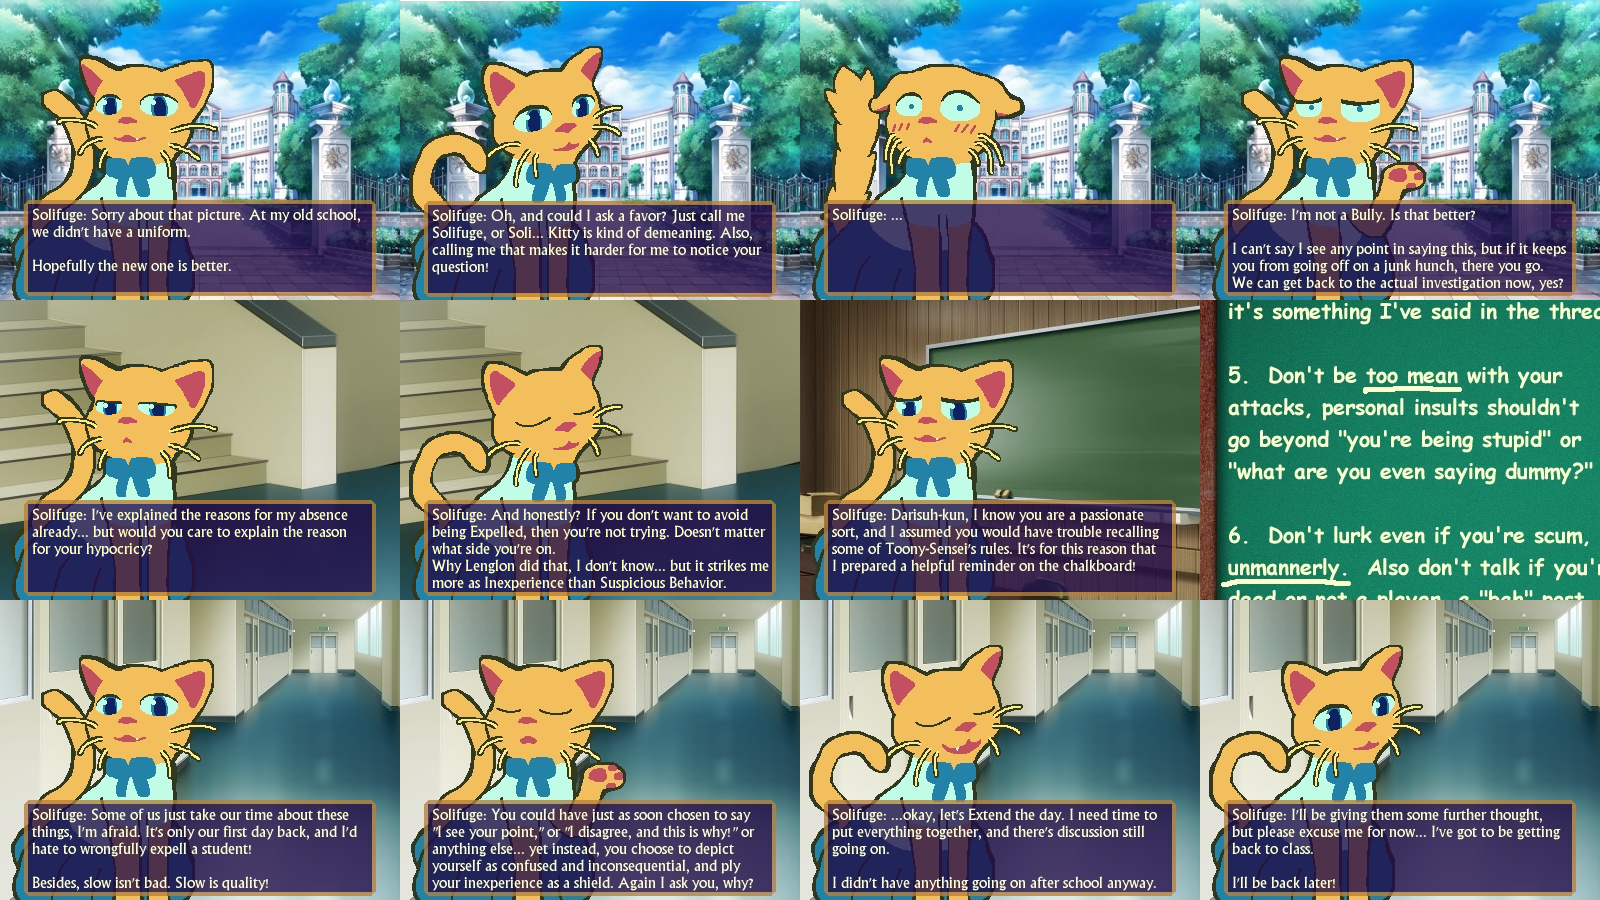 Solifuge: Sorry about that picture. At my old school,
we didn't have a uniform.
Hopefully the new one is better.
Solifuge: Oh, and could I ask a favor? Just call me
Solifuge, or Soli... Kitty is kind of demeaning. Also,
calling me that makes it harder for me to notice your
question!
Solifuge: ...
Solifuge: I'm not a Bully. Is that better?
I can't say I see any point in saying this, but if it keeps
you from going off on a junk hunch, there you go.
We can get back to the actual investigation now, yes?
Solifuge: I've explained the reasons for my absence
already... but would you care to explain the reason
for your hypocricy?
Solifuge: And honestly? If you don't want to avoid
being Expelled, then you're not trying. Doesn't matter
what side you're on.
Why Lenglon did that, I don't know... but it strikes me
more as Inexperience than Suspicious Behavior.
Solifuge: Darisuh-kun, I know you are a passionate
sort, and I assumed you would have trouble recalling
some of Toony-Sensei's rules. It's for this reason that
I prepared a helpful reminder on the chalkboard!
it's something I've said in the threa
5. Don't be too mean with your
attacks, personal insults shouldn't
go beyond "you're being stupid" or
"what are you even saying dummy?"
6. Don't lurk even if you're scum,
unmannerly. Also don't talk if you'r
dead or not a player, a "bah" post
Solifuge: Some of us just take our time about these
things, I'm afraid. It's only our first day back, and I'd
hate to wrongfully expell a student!
Besides, slow isn't bad. Slow is quality!
Solifuge: You could have just as soon chosen to say
"I see your point," or "I disagree, and this is why!" or
anything else... yet instead, you choose to depict
yourself as confused and inconsequential, and ply
your inexperience as a shield. Again I ask you, why?
Solifuge: ...okay, let's Extend the day. I need time to
put everything together, and there's discussion still
going on.
I didn't have anything going on after school anyway.
Solifuge: I'll be giving them some further thought,
but please excuse me for now... I've got to be getting
back to class.
I'll be back later!